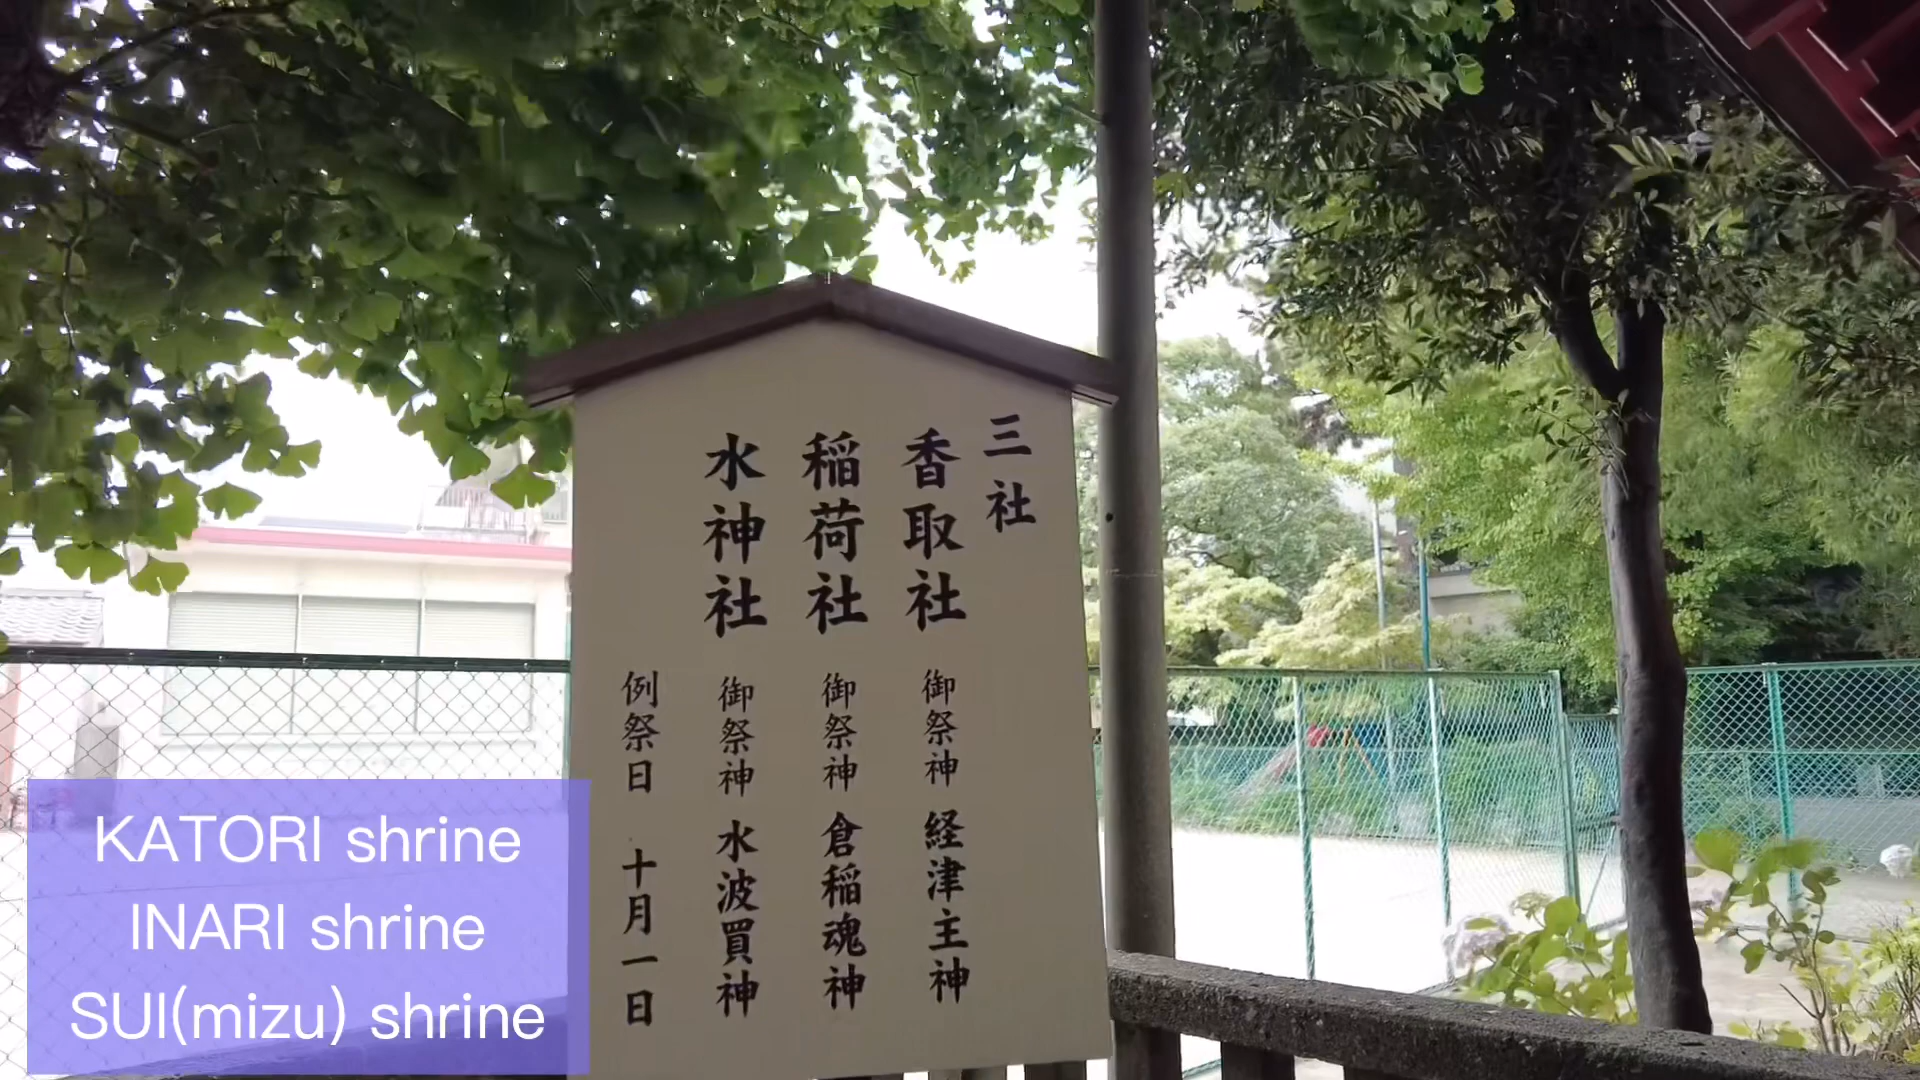 三社
香取社 御祭神 経津主神
稲荷社 御祭神 倉稲魂神
水神社 御祭神 水波買神
例祭日 十月一日
KATORI shrine
INARI shrine
SUI(mizu) shrine